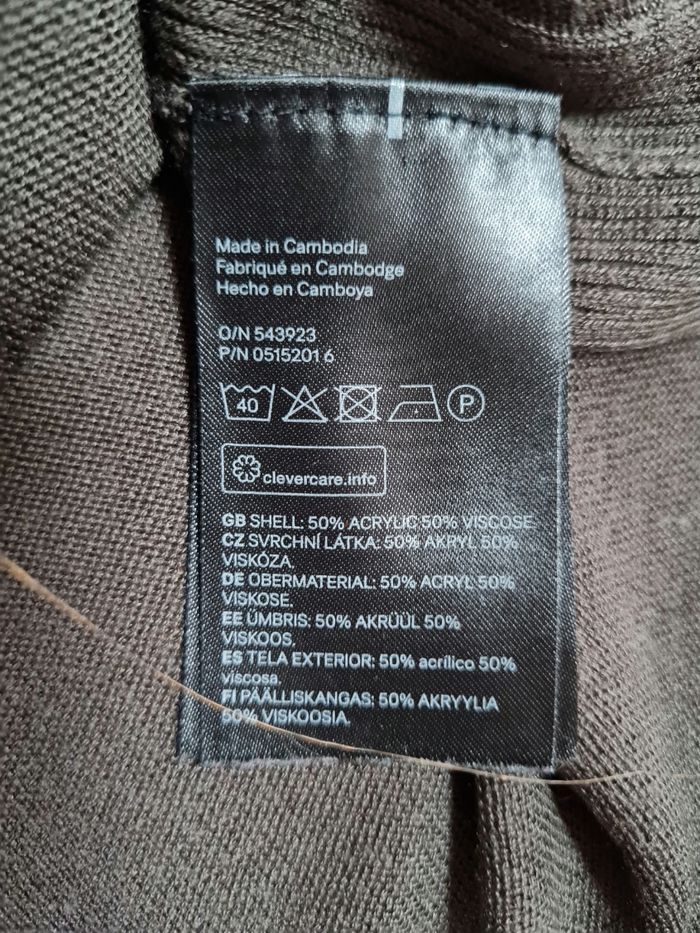 Made in Cambodia
Fabriqué en Cambodge
Hecho en Camboya
O/N 543923
P/N 0515201 6
40 P
clevercare.info
GB SHELL: 50% ACRYLIC 50% VISCOSE
CZ SVRCHNÍ LÁTKA: 50% AKRYL 50%
VISKÓZA.
DE OBERMATERIAL: 50% ACRYL 50%
VISKOSE.
EE ÜMBRIS: 50% AKRÜÜL 50%
VISKOOS.
ES TELA EXTERIOR: 50% acrílico 50%
viscosa.
FI PÄÄLLISKANGAS: 50% AKRYYLIA
50% VISKOOSIA.